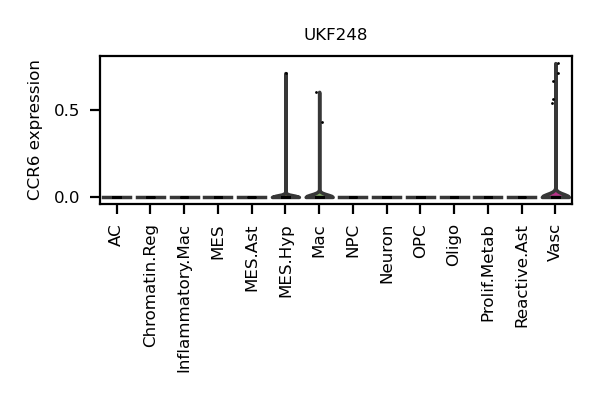 UKF248
CCR6 expression
0.5
0.0
AC
Chromatin.Reg
Inflammatory.Mac
MES
MES.Ast
MES.Hyp
Mac
NPC
Neuron
OPC
Oligo
Prolif.Metab
Reactive.Ast
Vasc